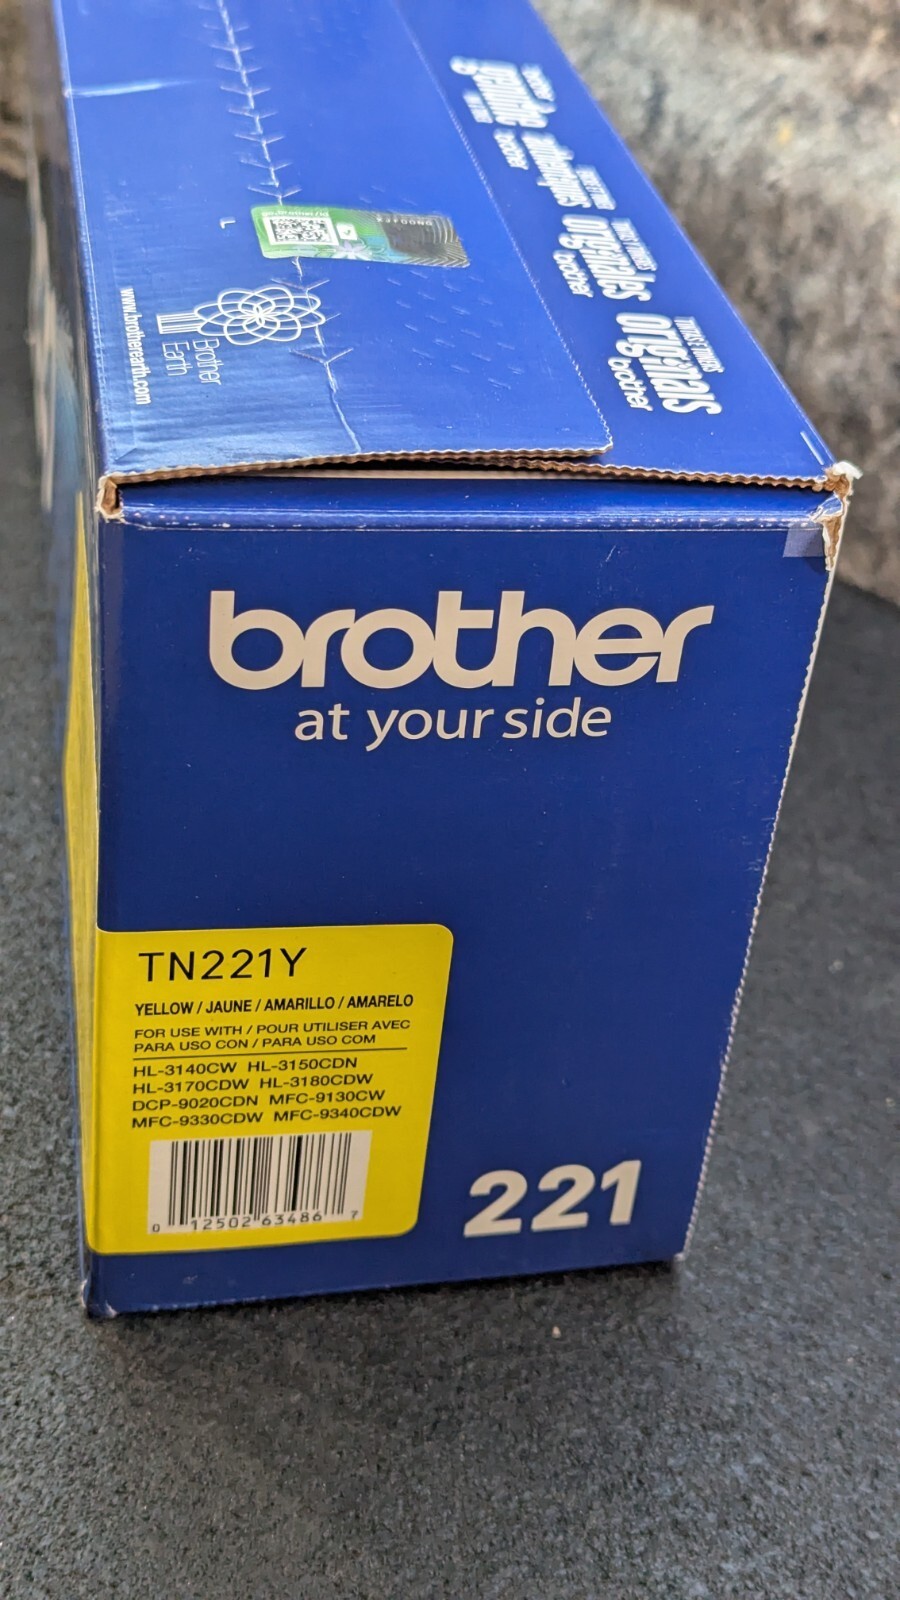 genuine
brother
authentiques
brother
originales
brother
originais
brother
L
www.brotherearth.com
Brother
Earth
brother
at your side
TN221Y
YELLOW / JAUNE / AMARILLO / AMARELO
FOR USE WITH / POUR UTILISER AVEC
PARA USO CON / PARA USO COM
HL-3140CW HL-3150CDN
HL-3170CDW HL-3180CDW
DCP-9020CDN MFC-9130CW
MFC-9330CDW MFC-9340CDW
0 12502 63486 7
221